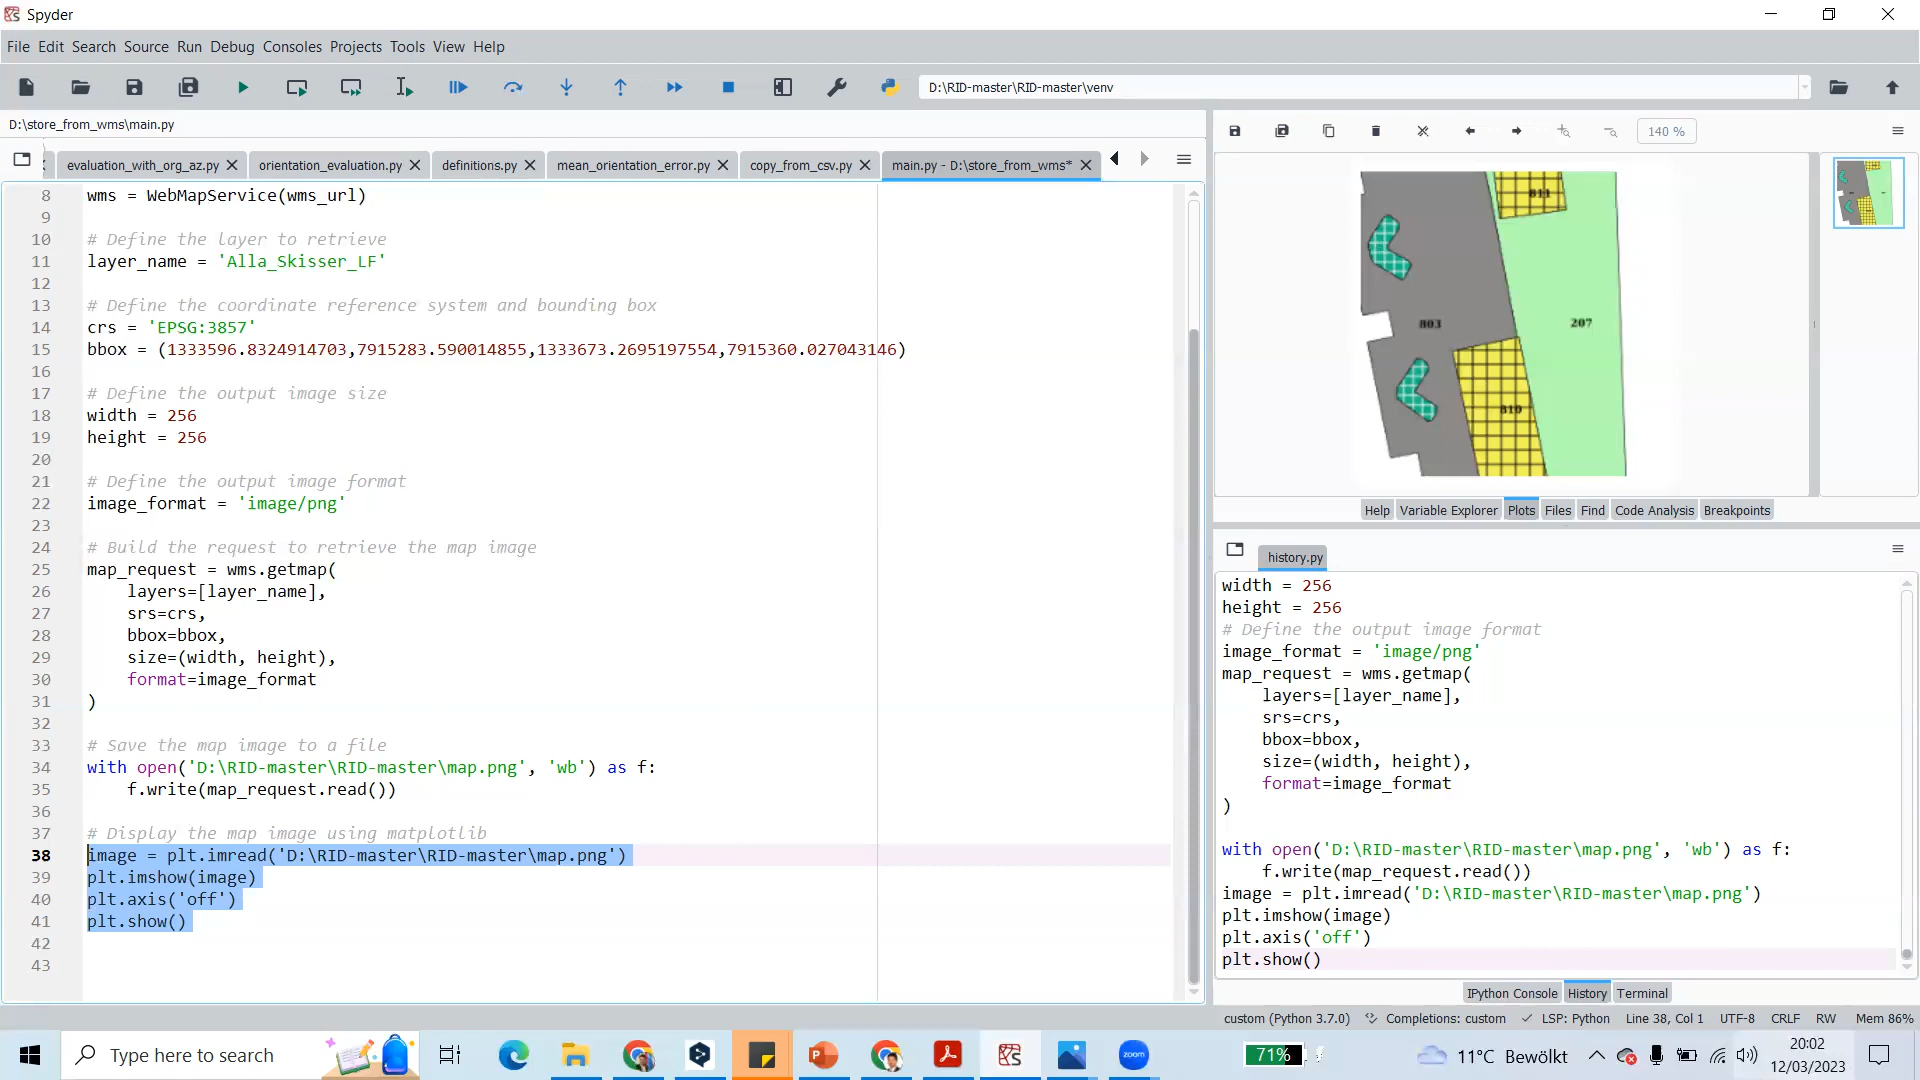 Spyder
File Edit Search Source Run Debug Consoles Projects Tools View Help
D:\RID-master\RID-master\venv
D:\store_from_wms\main.py
evaluation_with_org_az.py
orientation_evaluation.py
definitions.py
mean_orientation_error.py
copy_from_csv.py
main.py - D:\store_from_wms*
8 wms = WebMapService(wms_url)
9
10 # Define the layer to retrieve
11 layer_name = 'Alla_Skisser_LF'
12
13 # Define the coordinate reference system and bounding box
14 crs = 'EPSG:3857'
15 bbox = (1333596.8324914703,7915283.590014855,1333673.2695197554,7915360.027043146)
16
17 # Define the output image size
18 width = 256
19 height = 256
20
21 # Define the output image format
22 image_format = 'image/png'
23
24 # Build the request to retrieve the map image
25 map_request = wms.getmap(
26 layers=[layer_name],
27 srs=crs,
28 bbox=bbox,
29 size=(width, height),
30 format=image_format
31 )
32
33 # Save the map image to a file
34 with open('D:\RID-master\RID-master\map.png', 'wb') as f:
35 f.write(map_request.read())
36
37 # Display the map image using matplotlib
38 image = plt.imread('D:\RID-master\RID-master\map.png')
39 plt.imshow(image)
40 plt.axis('off')
41 plt.show()
42
43
140 %
811
803
207
810
Help Variable Explorer Plots Files Find Code Analysis Breakpoints
history.py
width = 256
height = 256
# Define the output image format
image_format = 'image/png'
map_request = wms.getmap(
layers=[layer_name],
srs=crs,
bbox=bbox,
size=(width, height),
format=image_format
)
with open('D:\RID-master\RID-master\map.png', 'wb') as f:
f.write(map_request.read())
image = plt.imread('D:\RID-master\RID-master\map.png')
plt.imshow(image)
plt.axis('off')
plt.show()
IPython Console History Terminal
custom (Python 3.7.0) Completions: custom LSP: Python Line 38, Col 1 UTF-8 CRLF RW Mem 86%
Type here to search
zoom
71%
11°C Bewölkt
20:02
12/03/2023